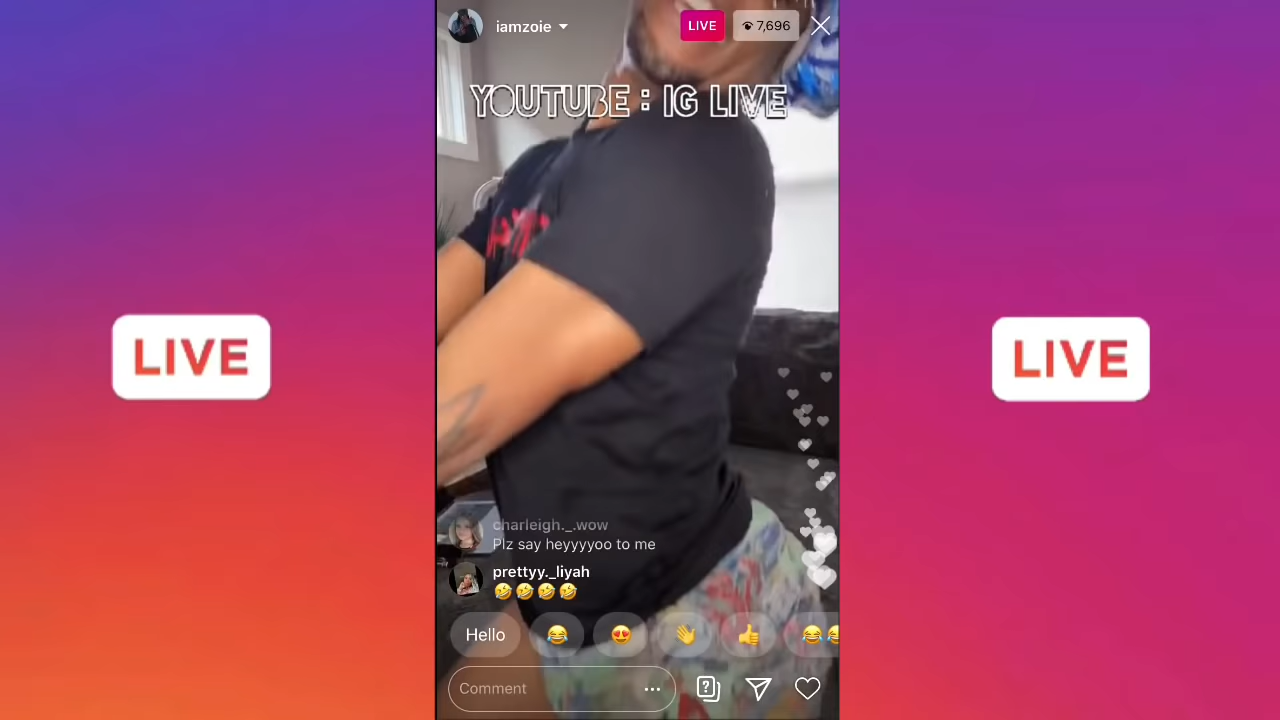 iamzoie
LIVE
7,696
YOUTUBE : IG LIVE
LIVE
LIVE
charleigh._.wow
Plz say heyyyyoo to me
prettyy._liyah
🤣🤣🤣🤣
Hello 😂 😍 👋 👍 😂😂
Comment